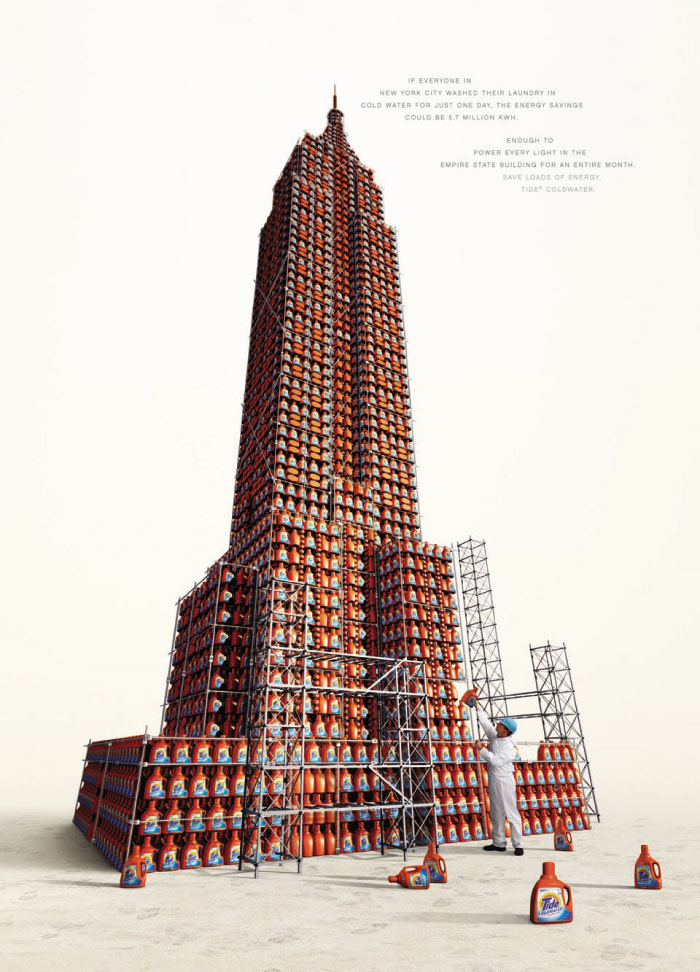 IF EVERYONE IN
NEW YORK CITY WASHED THEIR LAUNDRY IN
COLD WATER FOR JUST ONE DAY, THE ENERGY SAVINGS
COULD BE 5.7 MILLION KWH.
ENOUGH TO
POWER EVERY LIGHT IN THE
EMPIRE STATE BUILDING FOR AN ENTIRE MONTH.
SAVE LOADS OF ENERGY.
TIDE® COLDWATER.
Tide
COLDWATER